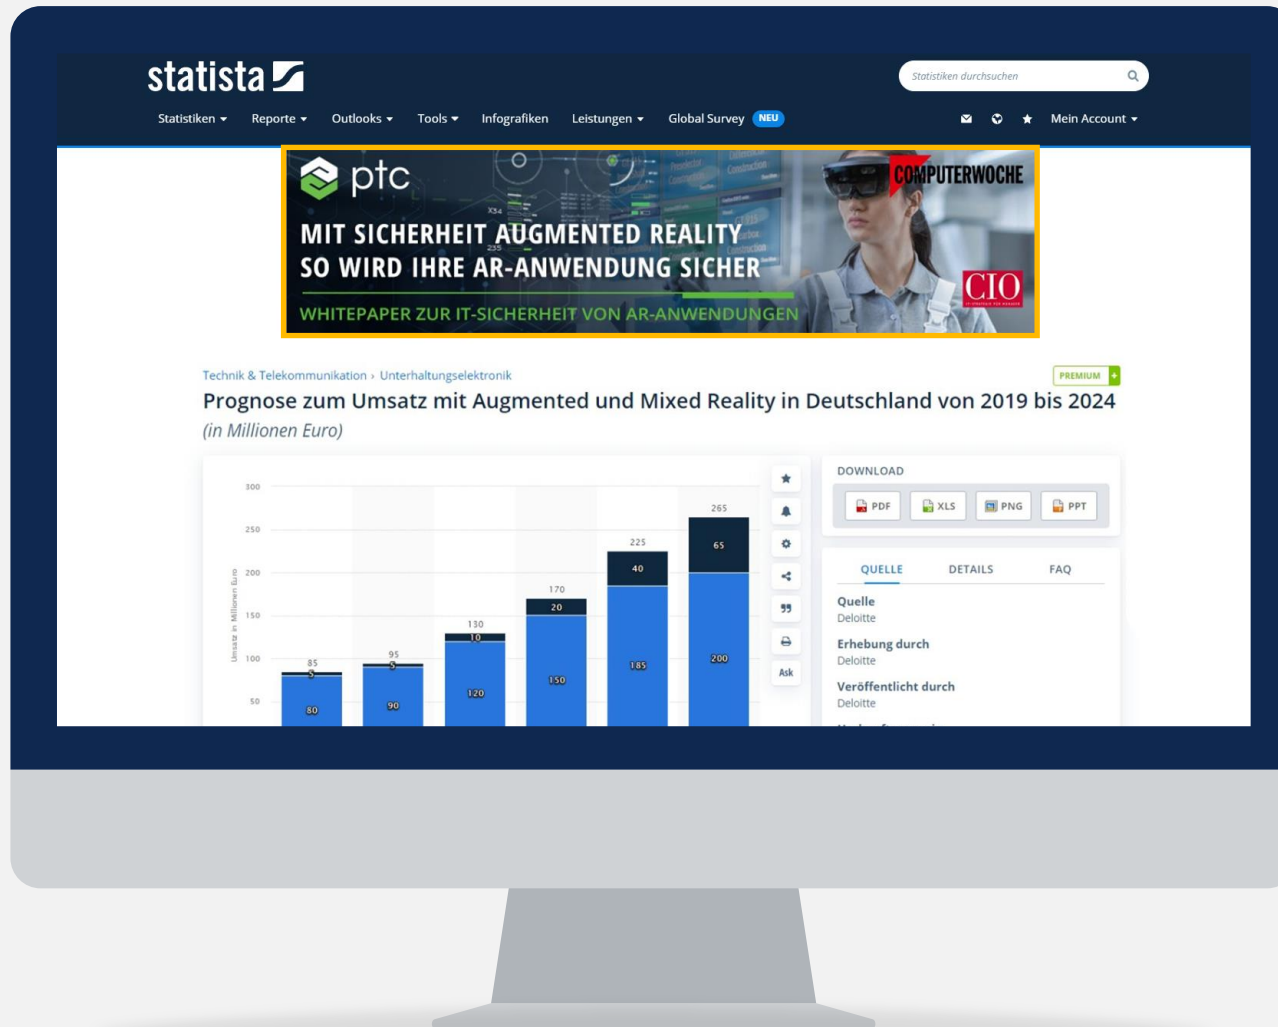 statista
Statistiken durchsuchen
Statistiken Reporte Outlooks Tools Infografiken Leistungen Global Survey NEU Mein Account
ptc
COMPUTERWOCHE
MIT SICHERHEIT AUGMENTED REALITY
SO WIRD IHRE AR-ANWENDUNG SICHER
CIO
WHITEPAPER ZUR IT-SICHERHEIT VON AR-ANWENDUNGEN
Technik & Telekommunikation › Unterhaltungselektronik
PREMIUM +
Prognose zum Umsatz mit Augmented und Mixed Reality in Deutschland von 2019 bis 2024
(in Millionen Euro)
300
250
200
150
100
50
Umsatz in Millionen Euro
85
5
80
95
5
90
130
10
120
170
20
150
225
40
185
265
65
200
Ask
DOWNLOAD
PDF XLS PNG PPT
QUELLE DETAILS FAQ
Quelle
Deloitte
Erhebung durch
Deloitte
Veröffentlicht durch
Deloitte